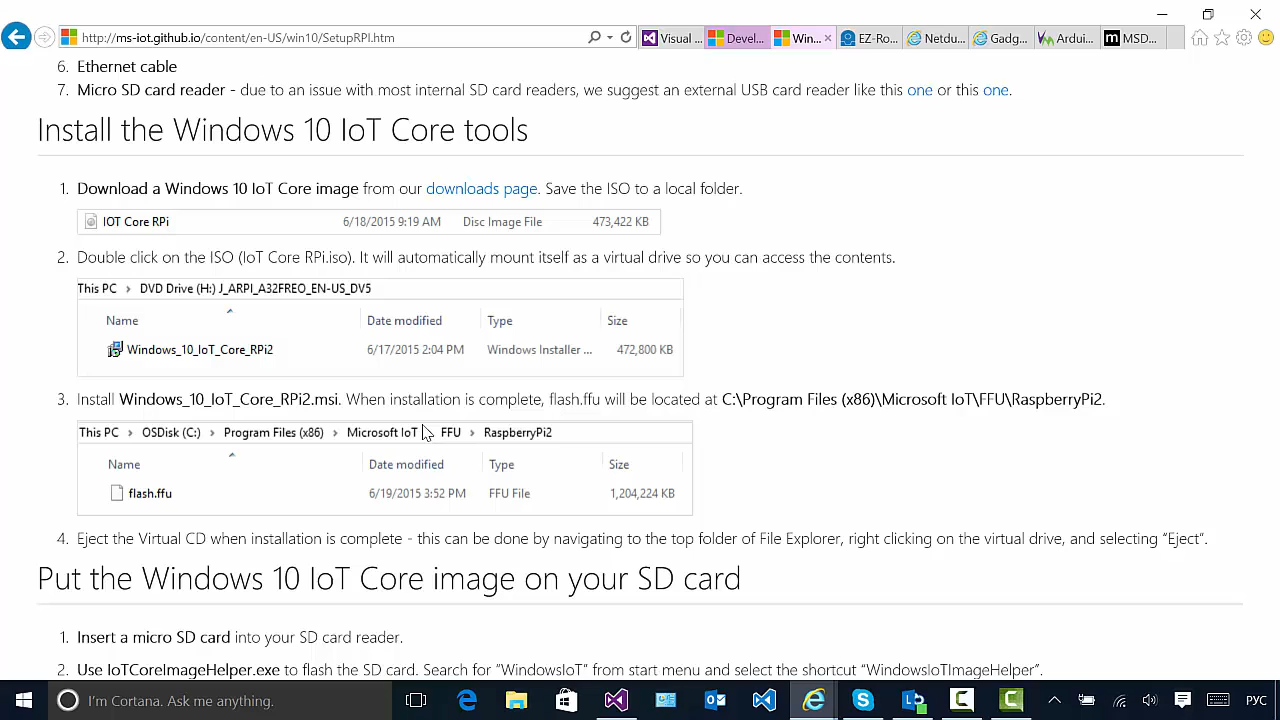 http://ms-iot.github.io/content/en-US/win10/SetupRPI.htm
Visual ...
Devel...
Win...
EZ-Ro...
Netdu...
Gadg...
Ardui...
MSD...
6. Ethernet cable
7. Micro SD card reader - due to an issue with most internal SD card readers, we suggest an external USB card reader like this one or this one.
Install the Windows 10 IoT Core tools
1. Download a Windows 10 IoT Core image from our downloads page. Save the ISO to a local folder.
IOT Core RPi 6/18/2015 9:19 AM Disc Image File 473,422 KB
2. Double click on the ISO (IoT Core RPi.iso). It will automatically mount itself as a virtual drive so you can access the contents.
This PC › DVD Drive (H:) J_ARPI_A32FREO_EN-US_DV5
Name Date modified Type Size
Windows_10_IoT_Core_RPi2 6/17/2015 2:04 PM Windows Installer ... 472,800 KB
3. Install Windows_10_IoT_Core_RPi2.msi. When installation is complete, flash.ffu will be located at C:\Program Files (x86)\Microsoft IoT\FFU\RaspberryPi2.
This PC › OSDisk (C:) › Program Files (x86) › Microsoft IoT › FFU › RaspberryPi2
Name Date modified Type Size
flash.ffu 6/19/2015 3:52 PM FFU File 1,204,224 KB
4. Eject the Virtual CD when installation is complete - this can be done by navigating to the top folder of File Explorer, right clicking on the virtual drive, and selecting “Eject”.
Put the Windows 10 IoT Core image on your SD card
1. Insert a micro SD card into your SD card reader.
2. Use IoTCoreImageHelper.exe to flash the SD card. Search for “WindowsIoT” from start menu and select the shortcut “WindowsIoTImageHelper”.
I'm Cortana. Ask me anything.
РУС